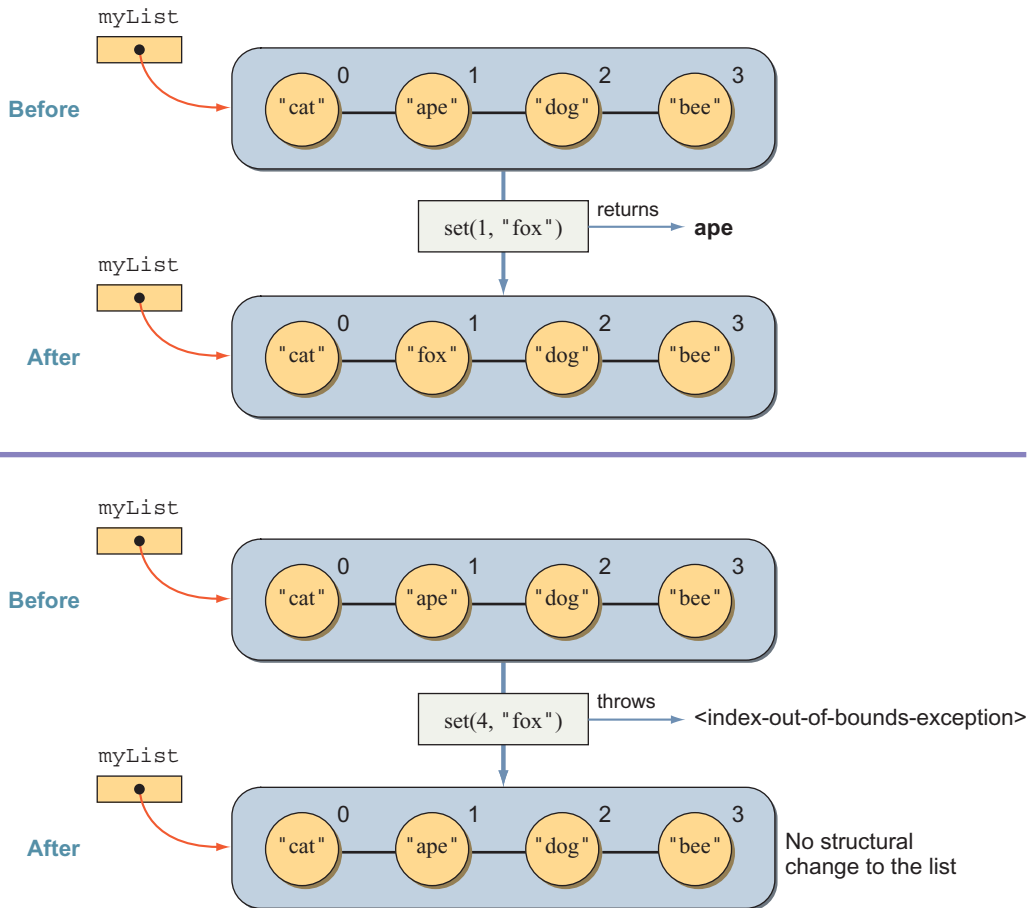 myList
Before
0 1 2 3
"cat" "ape" "dog" "bee"
set(1, "fox")
returns
ape
myList
After
0 1 2 3
"cat" "fox" "dog" "bee"
myList
Before
0 1 2 3
"cat" "ape" "dog" "bee"
set(4, "fox")
throws
<index-out-of-bounds-exception>
myList
After
0 1 2 3
"cat" "ape" "dog" "bee"
No structural
change to the list